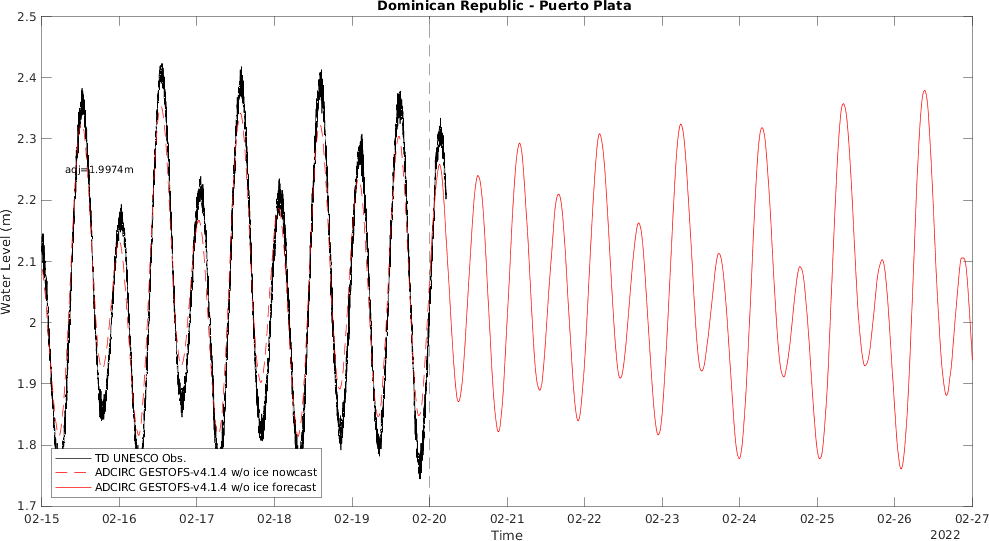 Dominican Republic - Puerto Plata
2.5
2.4
2.3
2.2
2.1
2
1.9
1.8
1.7
Water Level (m)
adj=1.9974m
TD UNESCO Obs.
ADCIRC GESTOFS-v4.1.4 w/o ice nowcast
ADCIRC GESTOFS-v4.1.4 w/o ice forecast
02-15 02-16 02-17 02-18 02-19 02-20 02-21 02-22 02-23 02-24 02-25 02-26 02-27
Time
2022